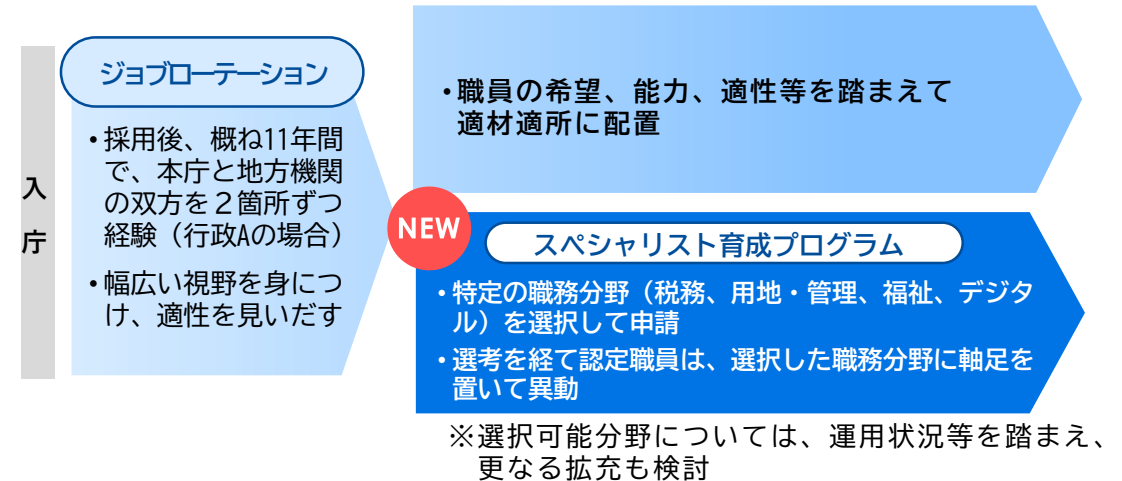 入
庁
ジョブローテーション
・採用後、概ね11年間
で、本庁と地方機関
の双方を２箇所ずつ
経験（行政Aの場合）
・幅広い視野を身につ
け、適性を見いだす
・職員の希望、能力、適性等を踏まえて
適材適所に配置
NEW
スペシャリスト育成プログラム
・特定の職務分野（税務、用地・管理、福祉、デジタ
ル）を選択して申請
・選考を経て認定職員は、選択した職務分野に軸足を
置いて異動
※選択可能分野については、運用状況等を踏まえ、
更なる拡充も検討